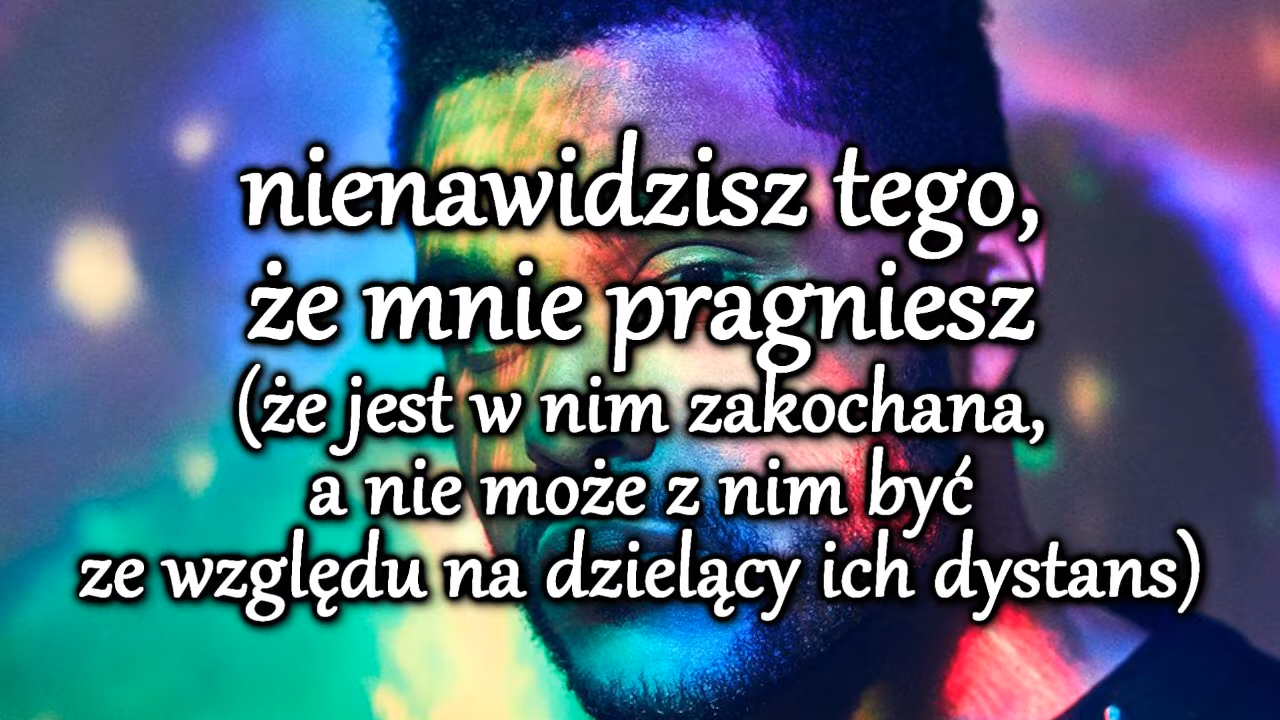 nienawidzisz tego,
że mnie pragniesz
(że jest w nim zakochana,
a nie może z nim być
ze względu na dzielący ich dystans)